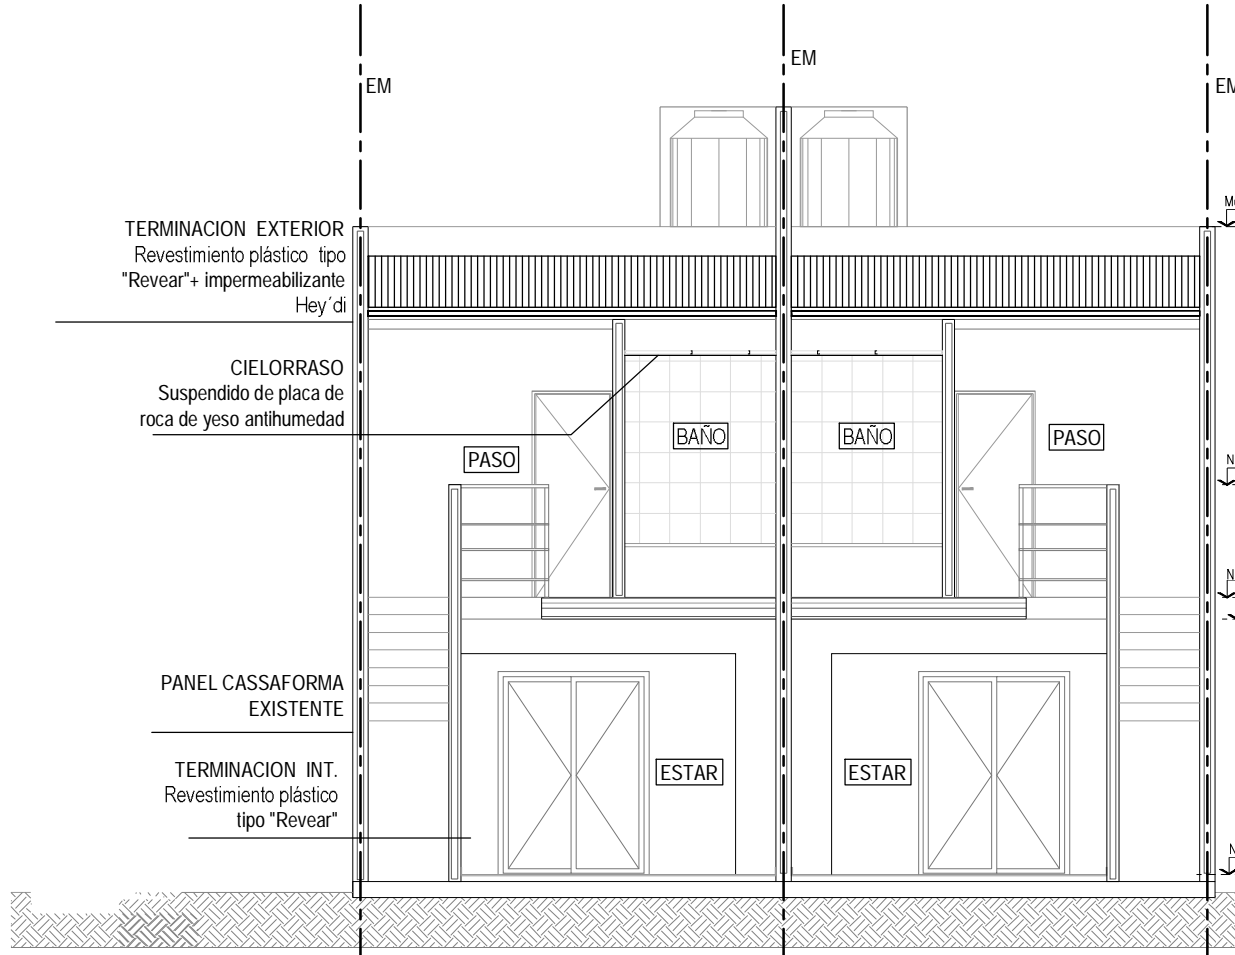 EM
EM
EM
TERMINACION EXTERIOR
Revestimiento plástico tipo
"Revear"+ impermeabilizante
Hey´di
CIELORRASO
Suspendido de placa de
roca de yeso antihumedad
BAÑO
BAÑO
PASO
PASO
N
N
PANEL CASSAFORMA
EXISTENTE
ESTAR
ESTAR
TERMINACION INT.
Revestimiento plástico
tipo "Revear"
N